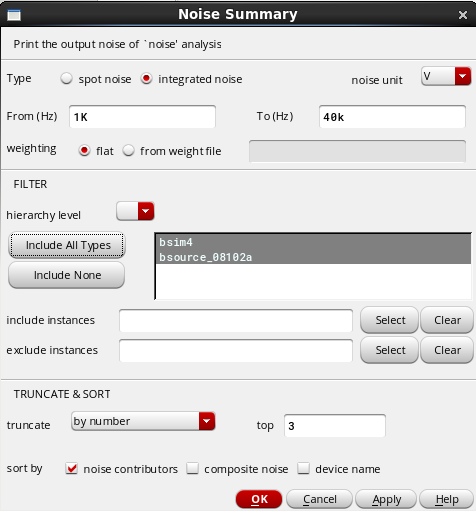 Noise Summary
Print the output noise of `noise' analysis
Type spot noise integrated noise noise unit V
From (Hz) 1K To (Hz) 40k
weighting flat from weight file
FILTER
hierarchy level
Include All Types bsim4
bsource_08102a
Include None
include instances Select Clear
exclude instances Select Clear
TRUNCATE & SORT
truncate by number top 3
sort by noise contributors composite noise device name
OK Cancel Apply Help